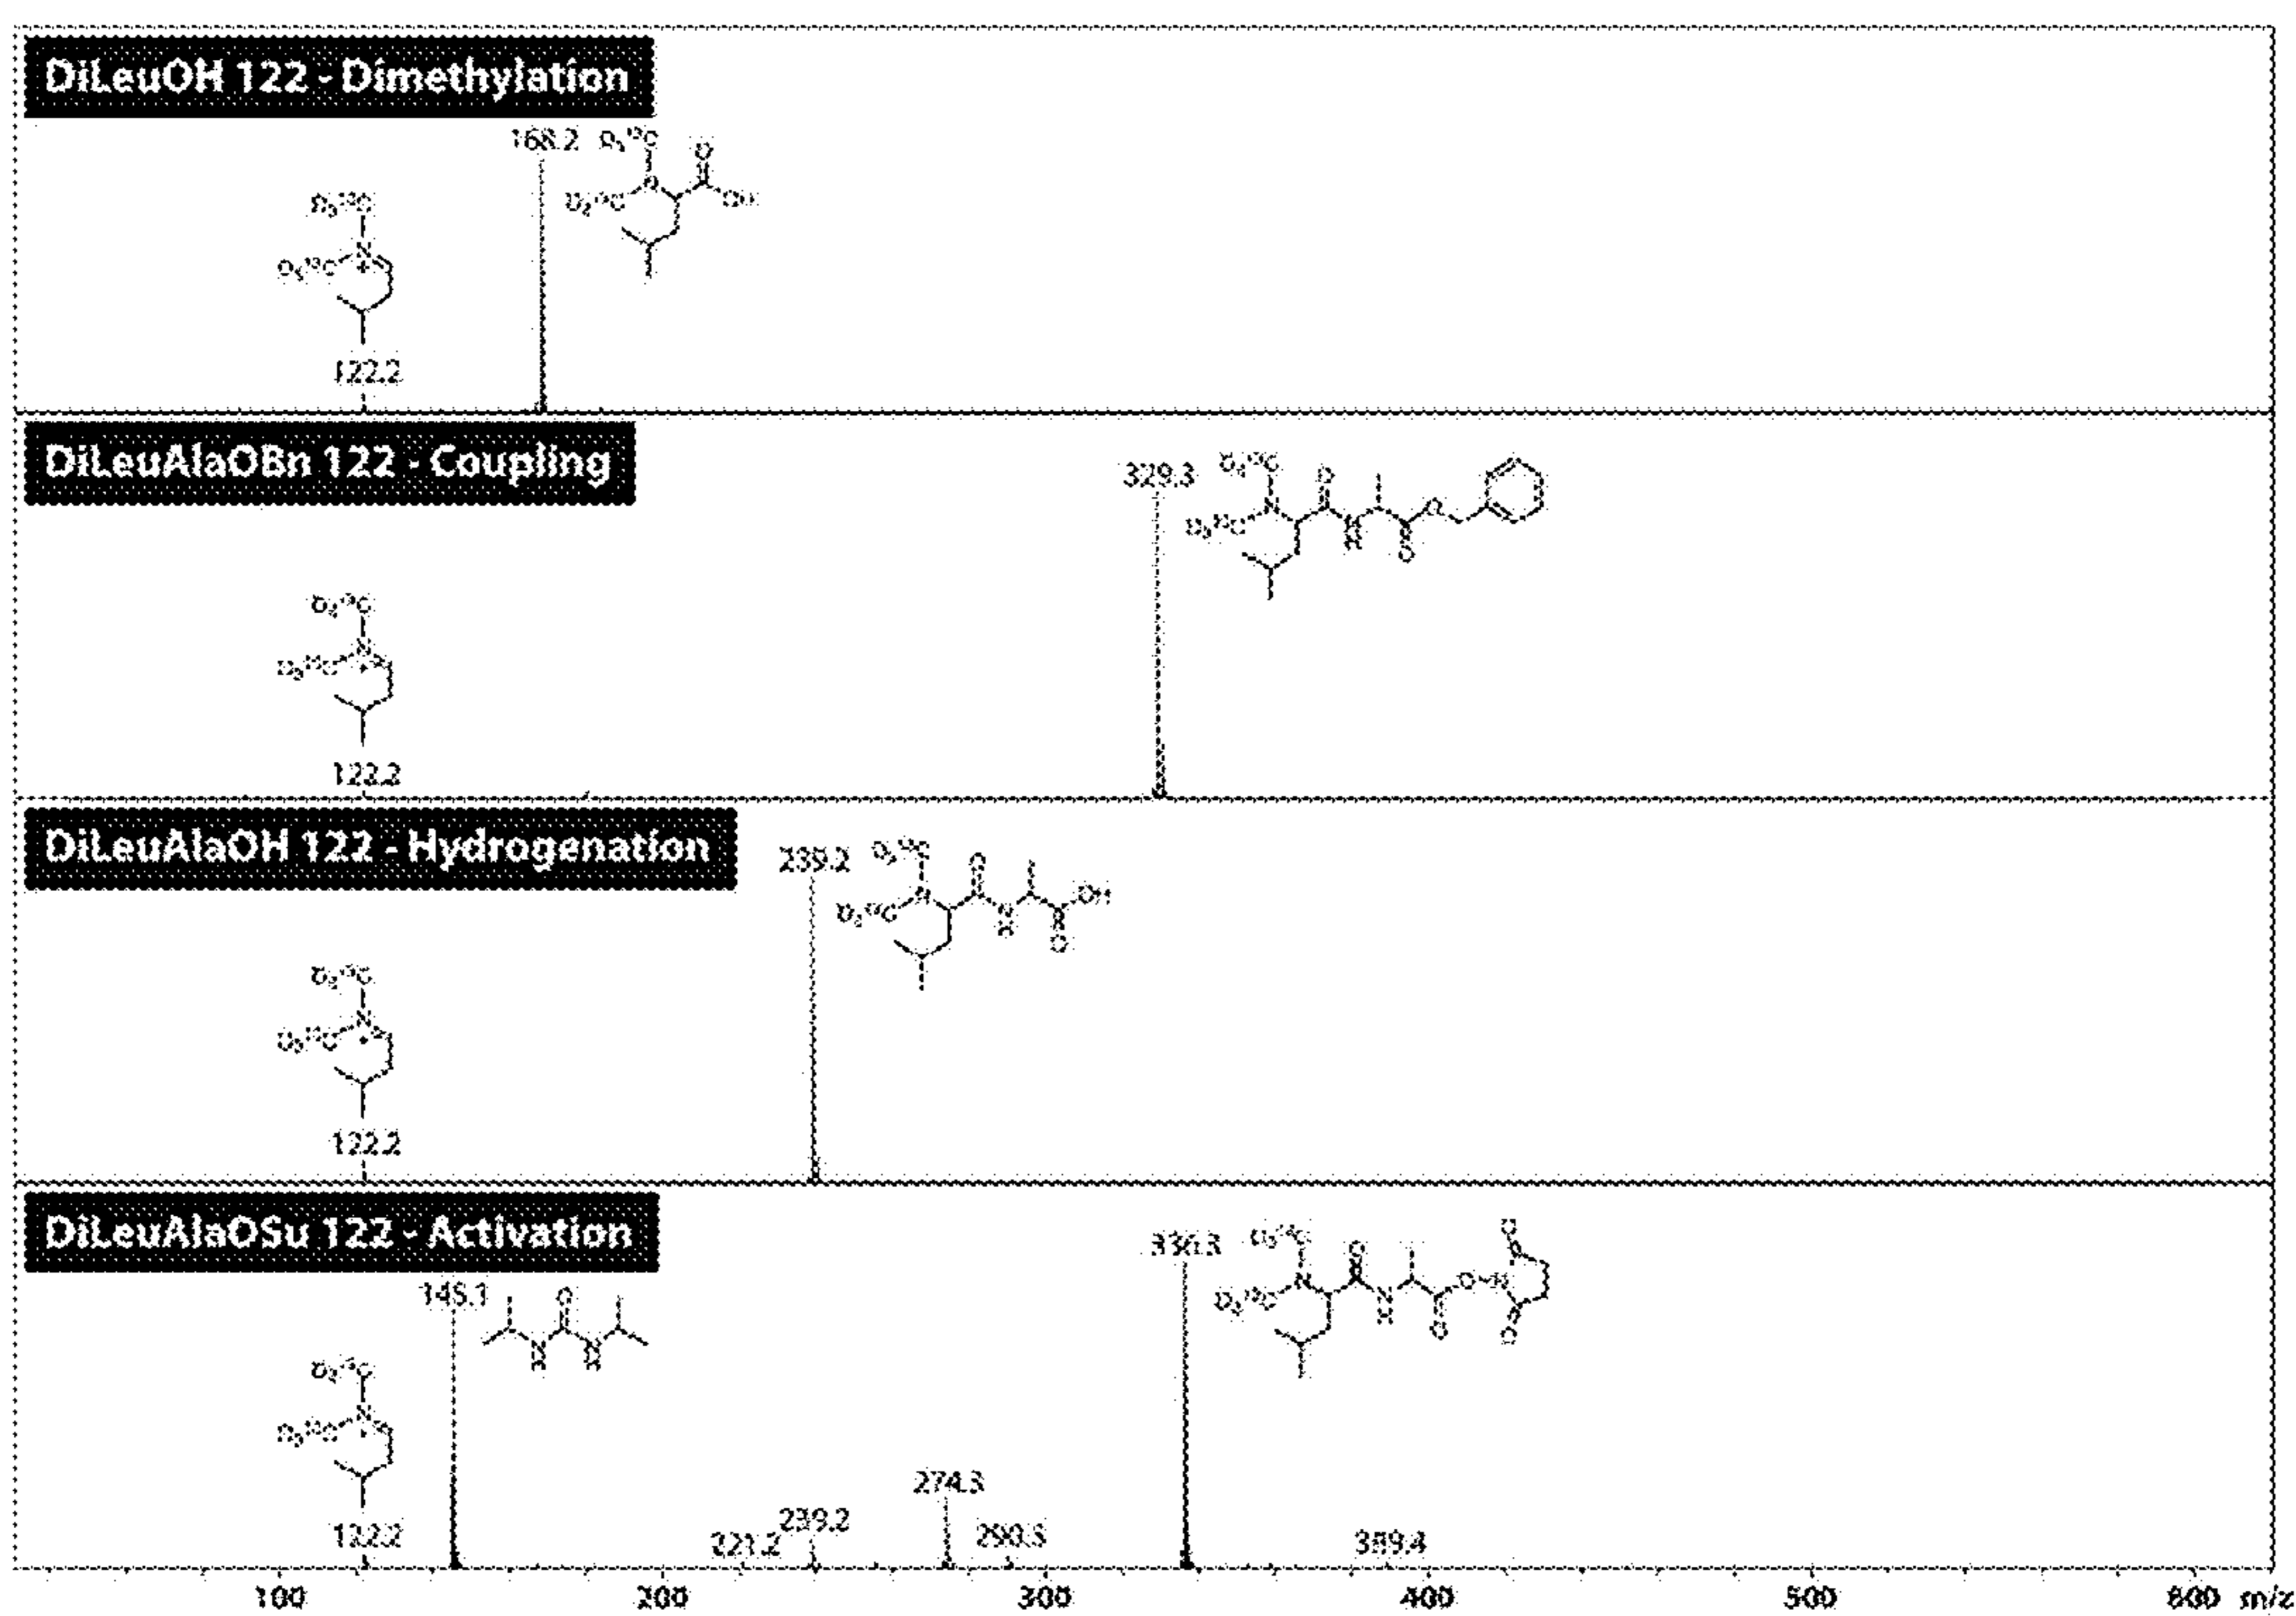 DiLeuOH 122 - Dimethylation
168.2
O
OH
N
122.2
DiLeuAlaOBn 122 - Coupling
329.3
O
N
H
O
O
N
122.2
DiLeuAlaOH 122 - Hydrogenation
239.2
O
N
OH
N
H
O
N
122.2
DiLeuAlaOSu 122 - Activation
336.3
O
O
N
O-N
N
H
O
O
145.1
O
N
H
N
H
N
122.2
221.2
239.2
274.3
290.3
389.4
100 200 300 400 500 600 m/z